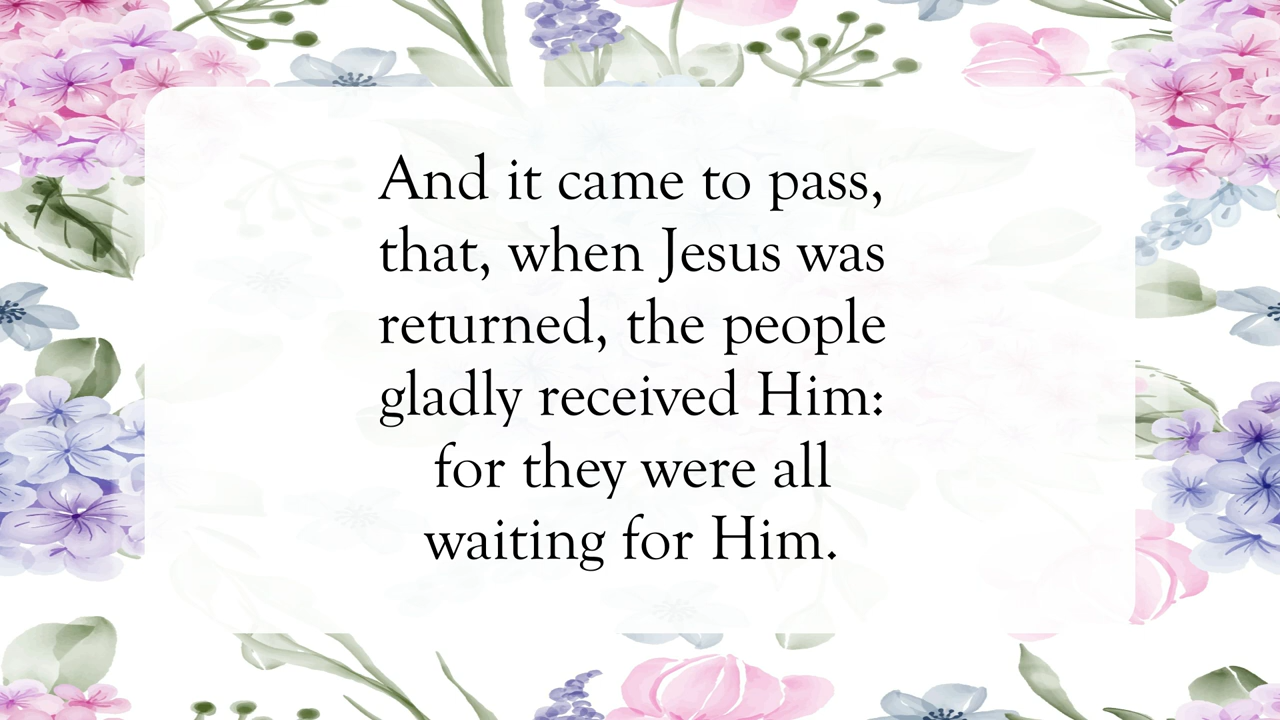 And it came to pass,
that, when Jesus was
returned, the people
gladly received Him:
for they were all
waiting for Him.